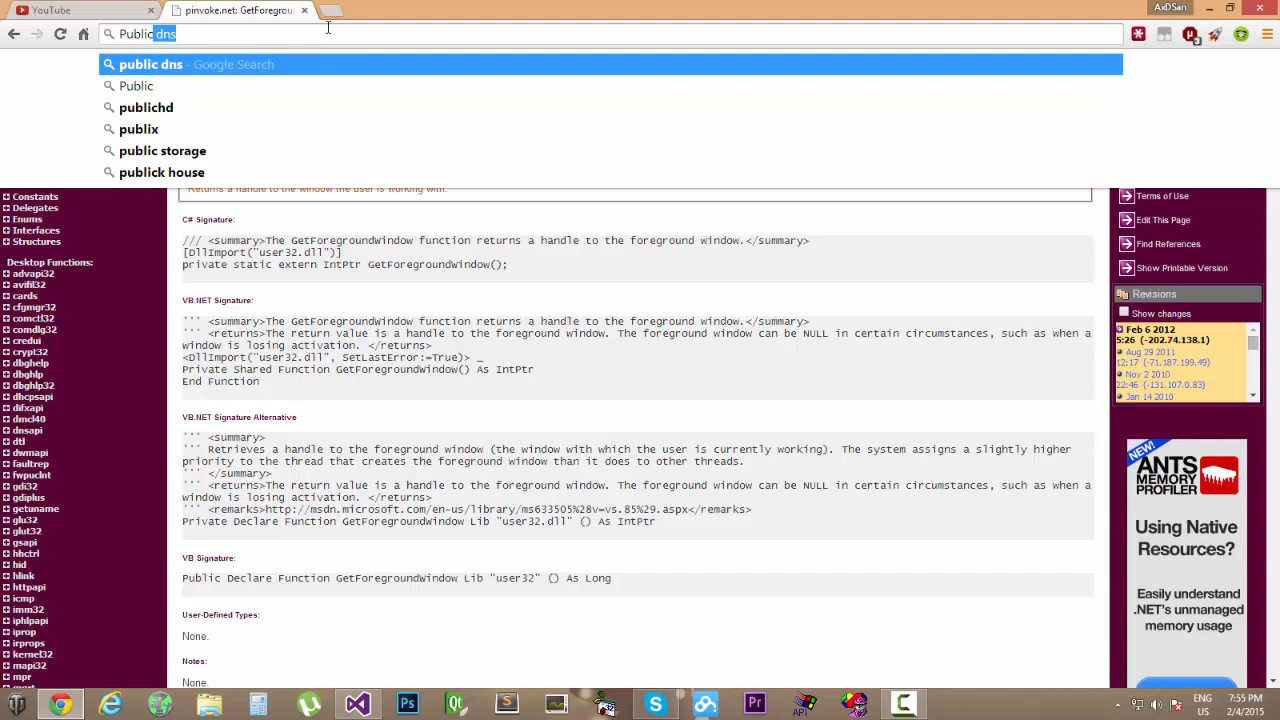 YouTube
pinvoke.net: GetForegrou
AxDSan
Public dns
public dns - Google Search
Public
publichd
publix
public storage
publick house
Returns a handle to the window the user is working with.
Constants
Delegates
Enums
Interfaces
Structures
Desktop Functions:
advapi32
avifil32
cards
cfgmgr32
comctl32
comdlg32
credui
crypt32
dbghelp
dbghlp
dbghlp32
dhcpsapi
difxapi
dmcl40
dnsapi
dtl
dwmapi
faultrep
fwpuclnt
gdi32
gdiplus
getuname
glu32
glut32
gsapi
hhctrl
hid
hlink
httpapi
icmp
imm32
iphlpapi
iprop
irprops
kernel32
mapi32
mpr
C# Signature:
/// <summary>The GetForegroundWindow function returns a handle to the foreground window.</summary>
[DllImport("user32.dll")]
private static extern IntPtr GetForegroundWindow();
VB.NET Signature:
''' <summary>The GetForegroundWindow function returns a handle to the foreground window.</summary>
''' <returns>The return value is a handle to the foreground window. The foreground window can be NULL in certain circumstances, such as when a
window is losing activation. </returns>
<DllImport("user32.dll", SetLastError:=True)> _
Private Shared Function GetForegroundWindow() As IntPtr
End Function
VB.NET Signature Alternative
''' <summary>
''' Retrieves a handle to the foreground window (the window with which the user is currently working). The system assigns a slightly higher
priority to the thread that creates the foreground window than it does to other threads.
''' </summary>
''' <returns>The return value is a handle to the foreground window. The foreground window can be NULL in certain circumstances, such as when a
window is losing activation. </returns>
''' <remarks>http://msdn.microsoft.com/en-us/library/ms633505%28v=vs.85%29.aspx</remarks>
Private Declare Function GetForegroundWindow Lib "user32.dll" () As IntPtr
VB Signature:
Public Declare Function GetForegroundWindow Lib "user32" () As Long
User-Defined Types:
None.
Notes:
None.
Terms of Use
Edit This Page
Find References
Show Printable Version
Revisions
Show changes
Feb 6 2012
5:26 (-202.74.138.1)
Aug 29 2011
12:17 (-71.187.199.49)
Nov 2 2010
22:46 (-131.107.0.83)
Jan 14 2010
NEW!
ANTS
MEMORY
PROFILER
Using Native
Resources?
Easily understand
.NET's unmanaged
memory usage
Ps
Qt
Pr
API
ENG
US
7:55 PM
2/4/2015